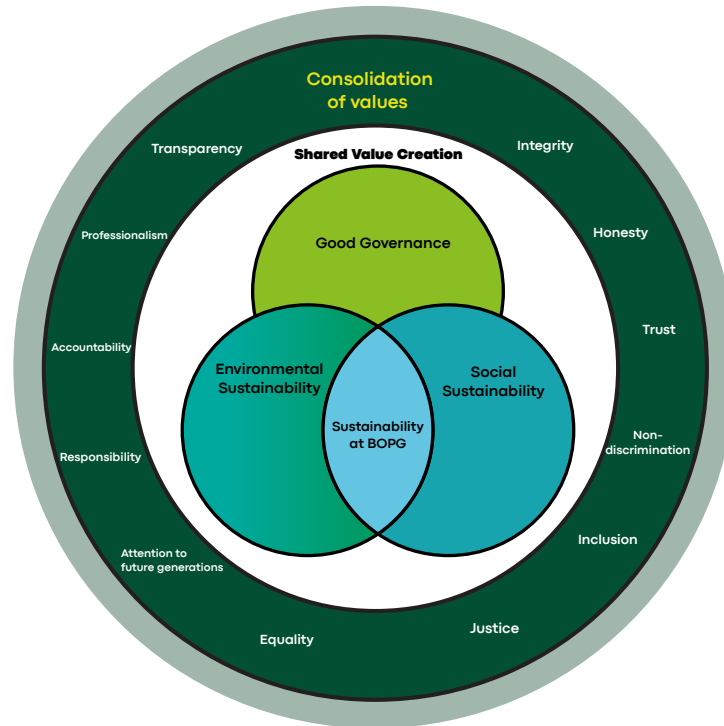 Consolidation
of values
Transparency
Integrity
Shared Value Creation
Professionalism
Honesty
Good Governance
Accountability
Trust
Environmental
Sustainability
Social
Sustainability
Sustainability
at BOPG
Responsibility
Non-
discrimination
Attention to
future generations
Inclusion
Equality
Justice